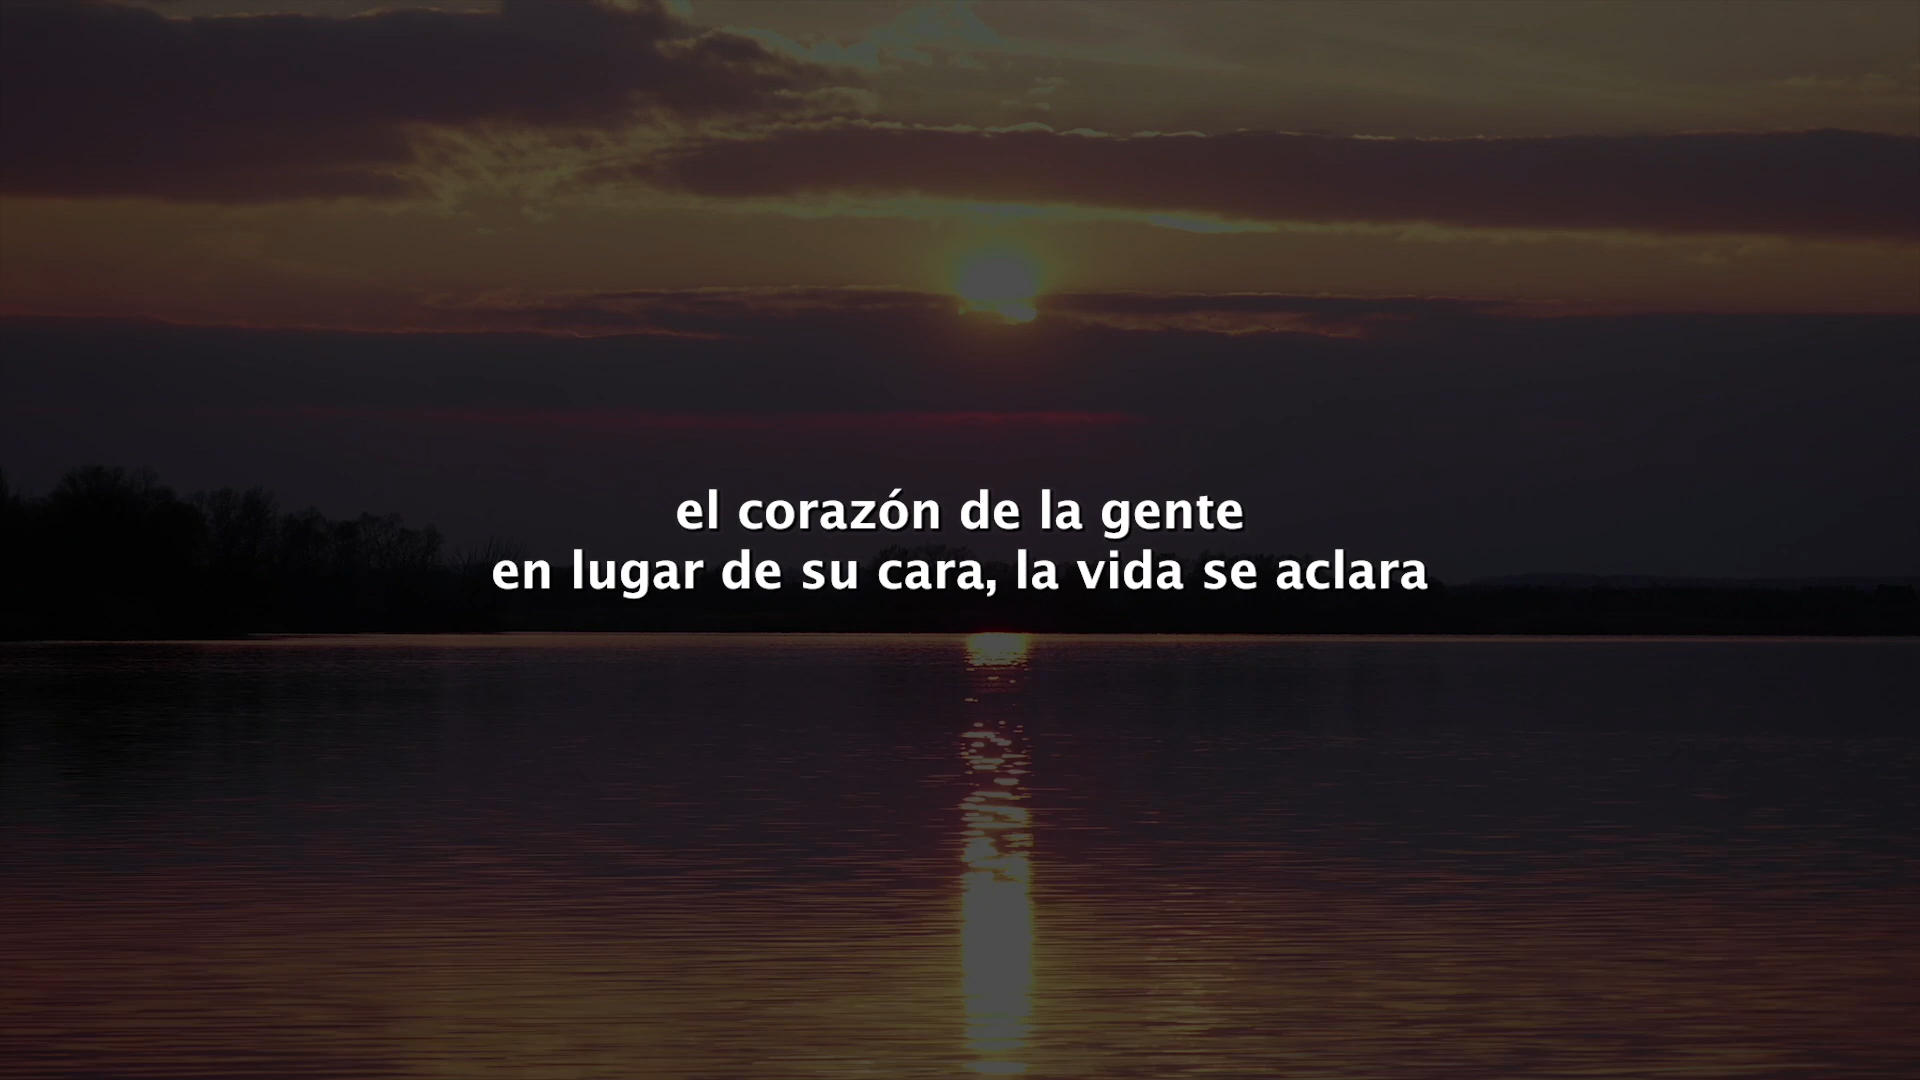 el corazón de la gente
en lugar de su cara, la vida se aclara